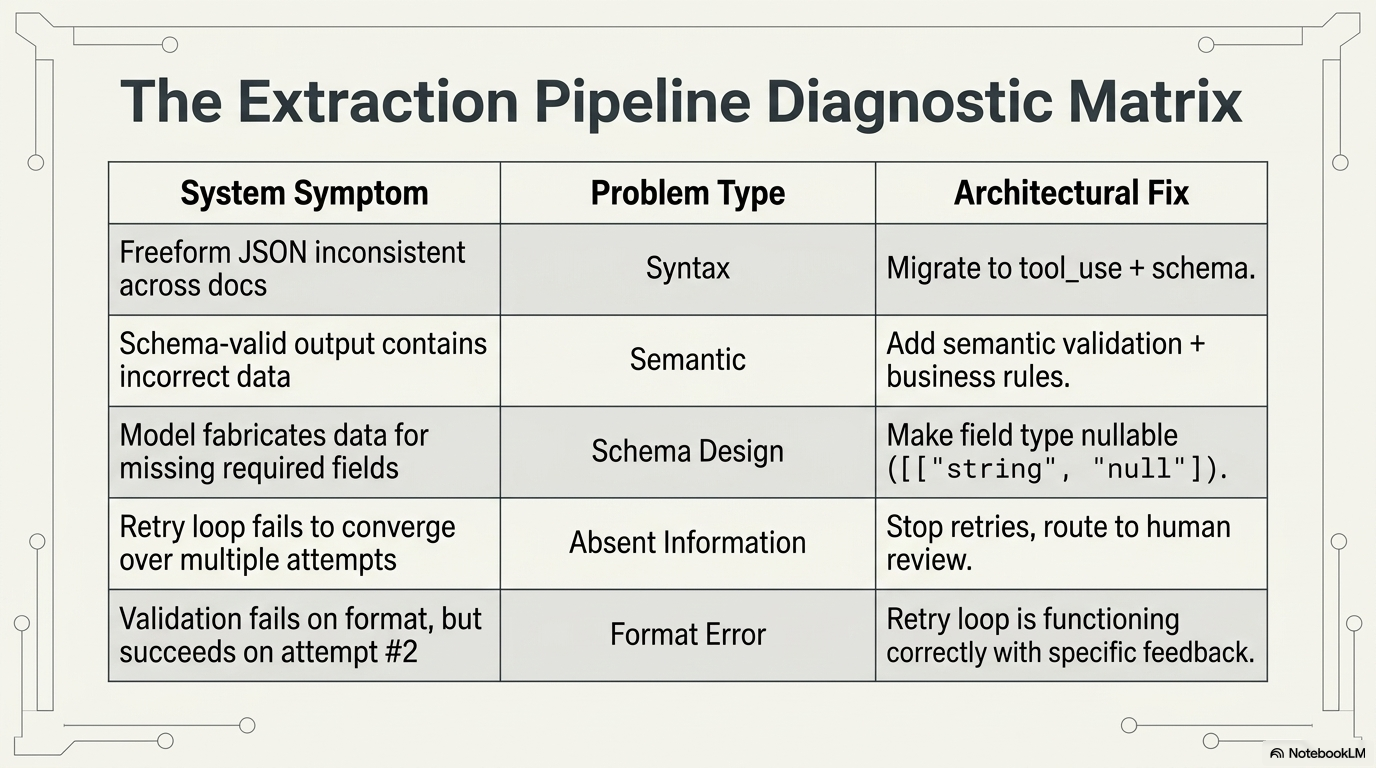 The Extraction Pipeline Diagnostic Matrix
System Symptom
Problem Type
Architectural Fix
Freeform JSON inconsistent
across docs
Syntax
Migrate to tool_use + schema.
Schema-valid output contains
incorrect data
Semantic
Add semantic validation +
business rules.
Model fabricates data for
missing required fields
Schema Design
Make field type nullable
([["string", "null"]).
Retry loop fails to converge
over multiple attempts
Absent Information
Stop retries, route to human
review.
Validation fails on format, but
succeeds on attempt #2
Format Error
Retry loop is functioning
correctly with specific feedback.
NotebookLM